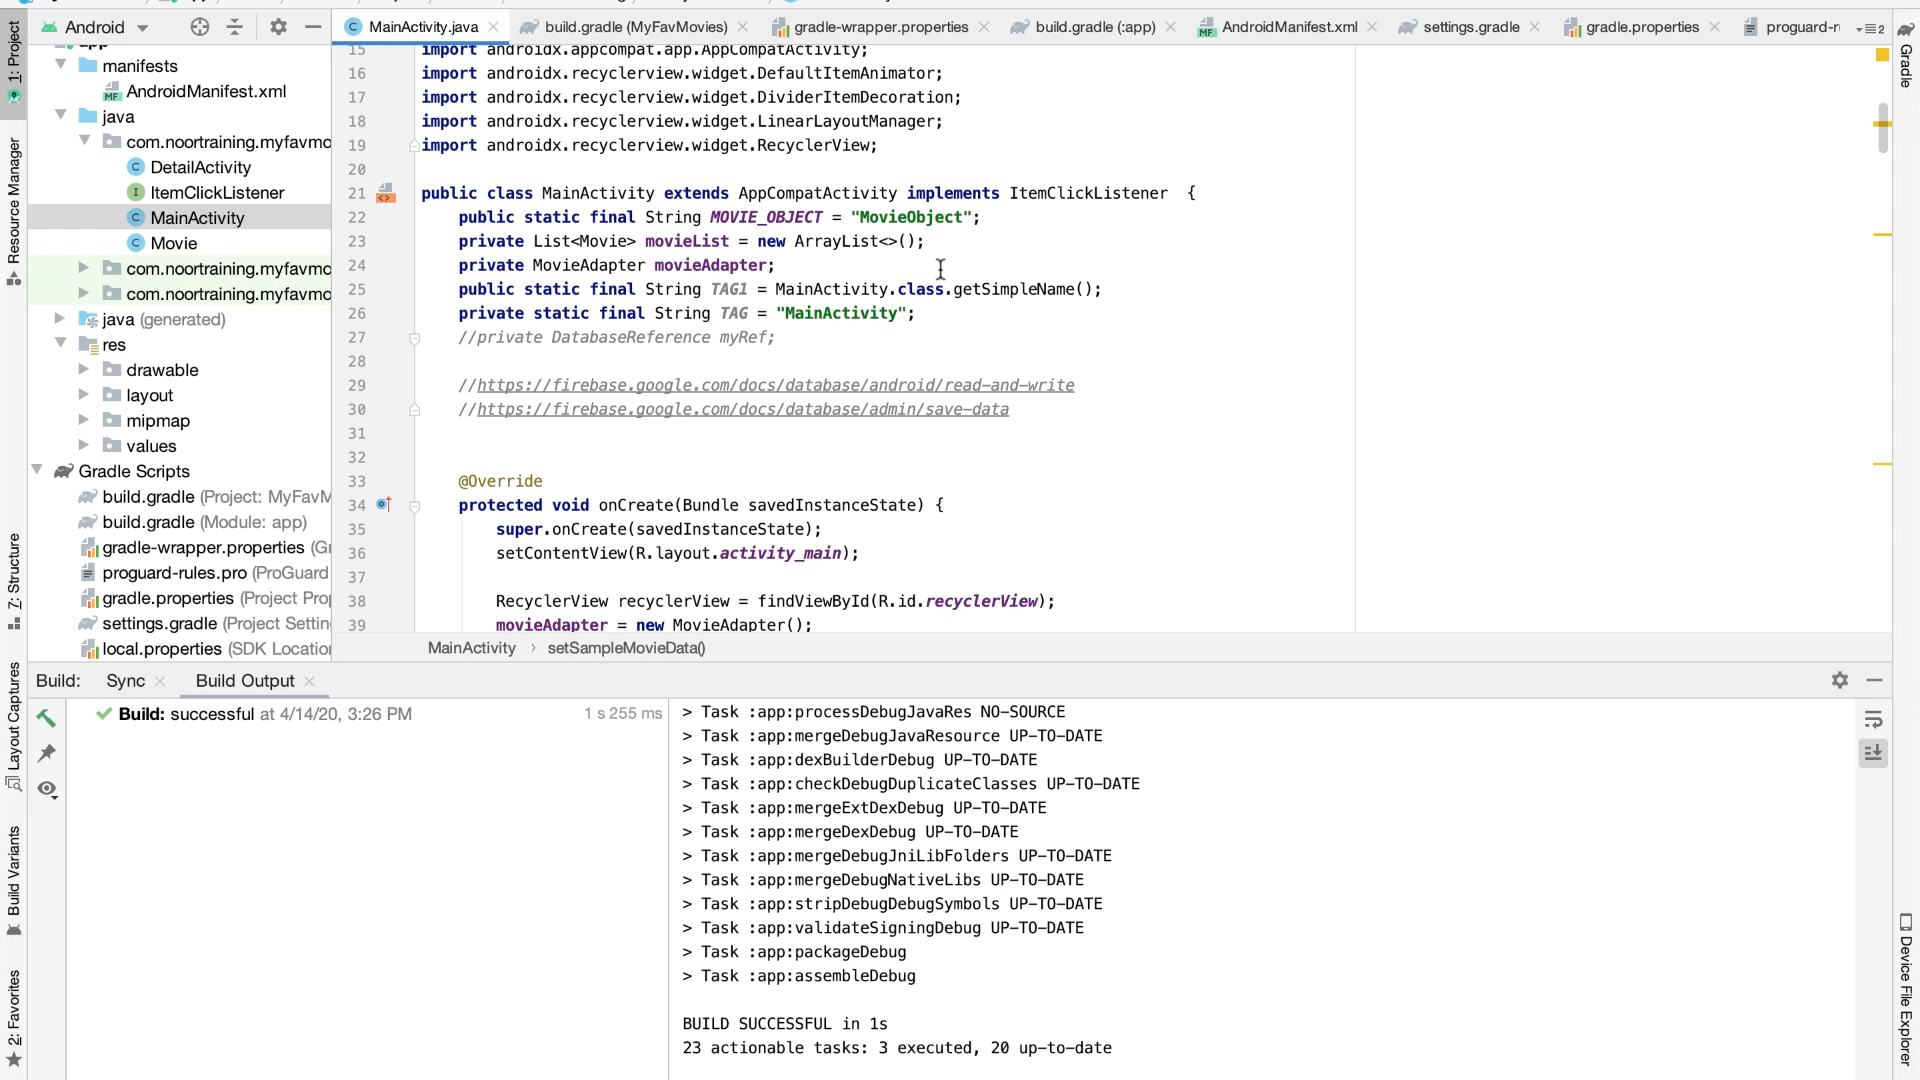 1: Project
Resource Manager
7: Structure
Layout Captures
Build Variants
2: Favorites
Android
manifests
AndroidManifest.xml
java
com.noortraining.myfavmo
DetailActivity
ItemClickListener
MainActivity
Movie
com.noortraining.myfavmo
com.noortraining.myfavmo
java (generated)
res
drawable
layout
mipmap
values
Gradle Scripts
build.gradle (Project: MyFavM
build.gradle (Module: app)
gradle-wrapper.properties (Gr
proguard-rules.pro (ProGuard
gradle.properties (Project Prop
settings.gradle (Project Settin
local.properties (SDK Location
MainActivity.java build.gradle (MyFavMovies) gradle-wrapper.properties build.gradle (:app) AndroidManifest.xml settings.gradle gradle.properties proguard-ru 2
15 import androidx.appcompat.app.AppCompatActivity;
16 import androidx.recyclerview.widget.DefaultItemAnimator;
17 import androidx.recyclerview.widget.DividerItemDecoration;
18 import androidx.recyclerview.widget.LinearLayoutManager;
19 import androidx.recyclerview.widget.RecyclerView;
20
21 public class MainActivity extends AppCompatActivity implements ItemClickListener {
22 public static final String MOVIE_OBJECT = "MovieObject";
23 private List<Movie> movieList = new ArrayList<>();
24 private MovieAdapter movieAdapter;
25 public static final String TAG1 = MainActivity.class.getSimpleName();
26 private static final String TAG = "MainActivity";
27 //private DatabaseReference myRef;
28
29 //https://firebase.google.com/docs/database/android/read-and-write
30 //https://firebase.google.com/docs/database/admin/save-data
31
32
33 @Override
34 protected void onCreate(Bundle savedInstanceState) {
35 super.onCreate(savedInstanceState);
36 setContentView(R.layout.activity_main);
37
38 RecyclerView recyclerView = findViewById(R.id.recyclerView);
39 movieAdapter = new MovieAdapter();
MainActivity › setSampleMovieData()
Build: Sync Build Output
Build: successful at 4/14/20, 3:26 PM 1 s 255 ms
> Task :app:processDebugJavaRes NO-SOURCE
> Task :app:mergeDebugJavaResource UP-TO-DATE
> Task :app:dexBuilderDebug UP-TO-DATE
> Task :app:checkDebugDuplicateClasses UP-TO-DATE
> Task :app:mergeExtDexDebug UP-TO-DATE
> Task :app:mergeDexDebug UP-TO-DATE
> Task :app:mergeDebugJniLibFolders UP-TO-DATE
> Task :app:mergeDebugNativeLibs UP-TO-DATE
> Task :app:stripDebugDebugSymbols UP-TO-DATE
> Task :app:validateSigningDebug UP-TO-DATE
> Task :app:packageDebug
> Task :app:assembleDebug
BUILD SUCCESSFUL in 1s
23 actionable tasks: 3 executed, 20 up-to-date
Gradle
Device File Explorer